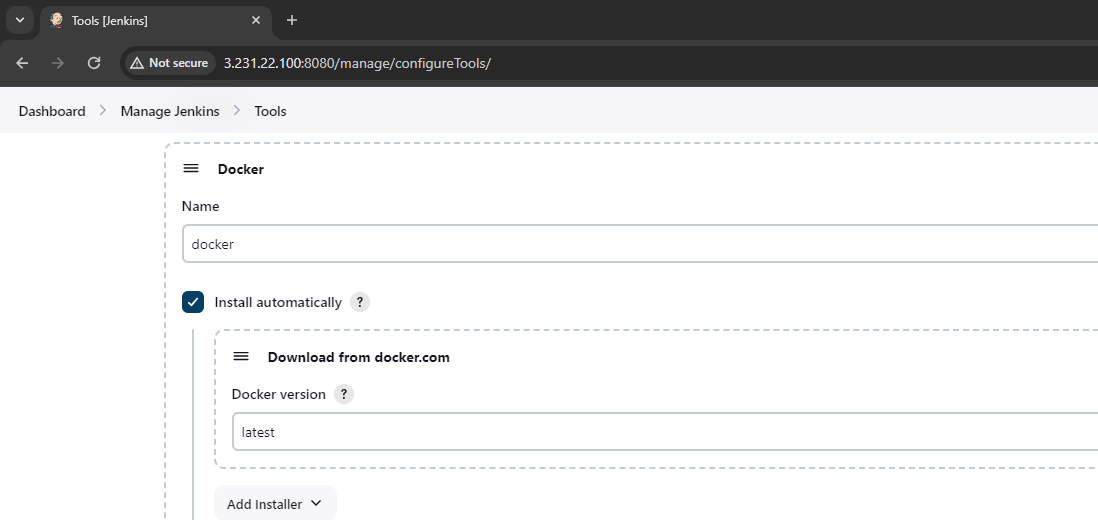 Tools [Jenkins]
Not secure 3.231.22.100:8080/manage/configureTools/
Dashboard > Manage Jenkins > Tools
Docker
Name
docker
Install automatically ?
Download from docker.com
Docker version ?
latest
Add Installer